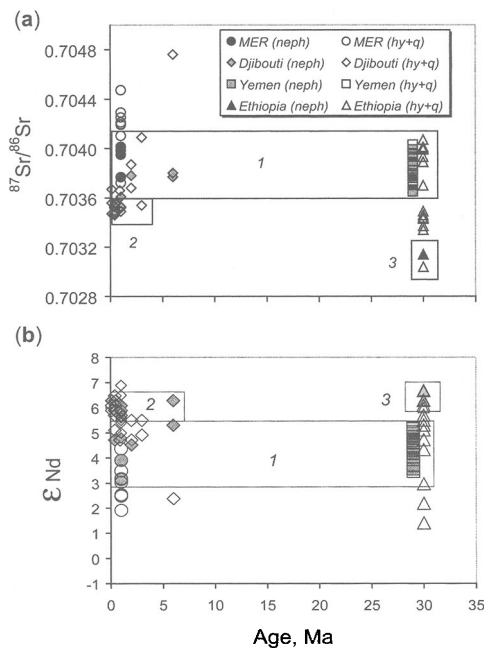 (a)
⁸⁷Sr/⁸⁶Sr
0.7048
0.7044
0.7040
0.7036
0.7032
0.7028
MER (neph) MER (hy+q)
Djibouti (neph) Djibouti (hy+q)
Yemen (neph) Yemen (hy+q)
Ethiopia (neph) Ethiopia (hy+q)
1
2
3
(b)
ε Nd
8
7
6
5
4
3
2
1
0
-1
2
3
1
0 5 10 15 20 25 30 35
Age, Ma